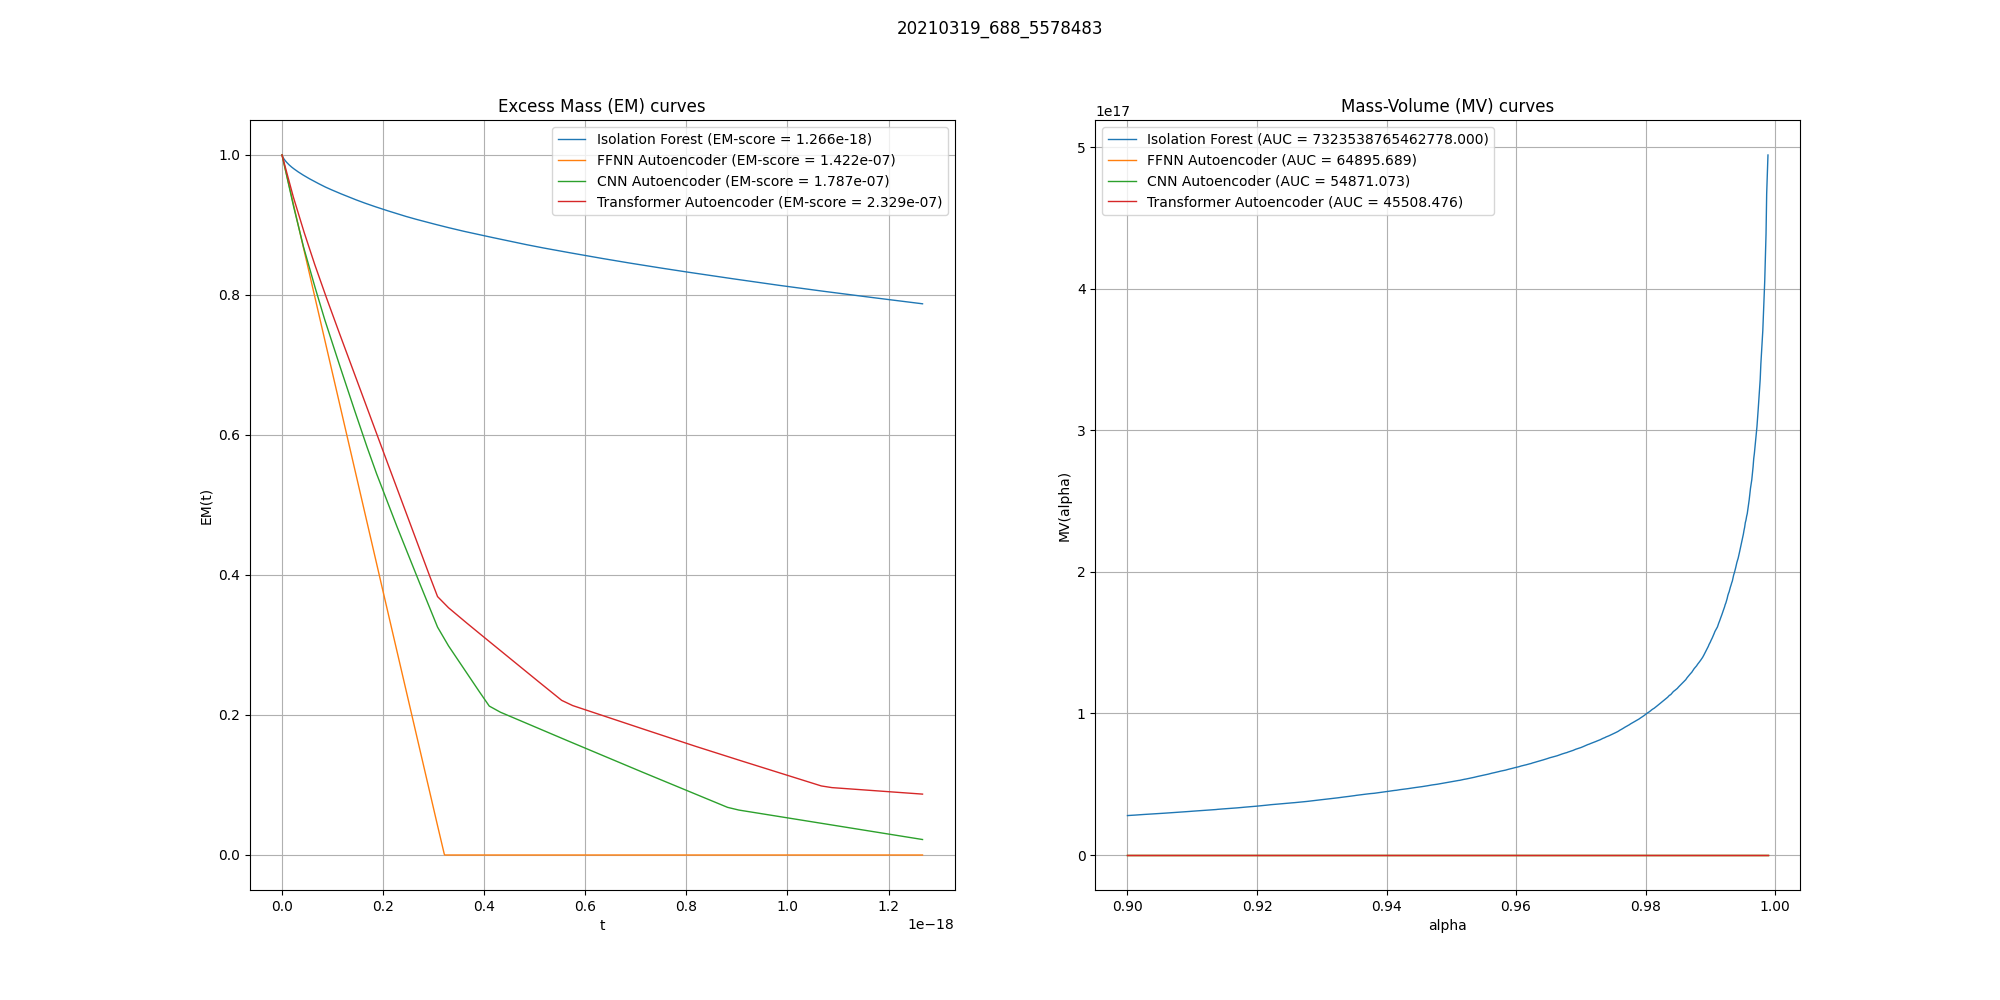 20210319_688_5578483
Excess Mass (EM) curves
Isolation Forest (EM-score = 1.266e-18)
FFNN Autoencoder (EM-score = 1.422e-07)
CNN Autoencoder (EM-score = 1.787e-07)
Transformer Autoencoder (EM-score = 2.329e-07)
1.0
0.8
0.6
0.4
0.2
0.0
EM(t)
0.0 0.2 0.4 0.6 0.8 1.0 1.2
1e−18
t
Mass-Volume (MV) curves
1e17
Isolation Forest (AUC = 7323538765462778.000)
FFNN Autoencoder (AUC = 64895.689)
CNN Autoencoder (AUC = 54871.073)
Transformer Autoencoder (AUC = 45508.476)
5
4
3
2
1
0
MV(alpha)
0.90 0.92 0.94 0.96 0.98 1.00
alpha